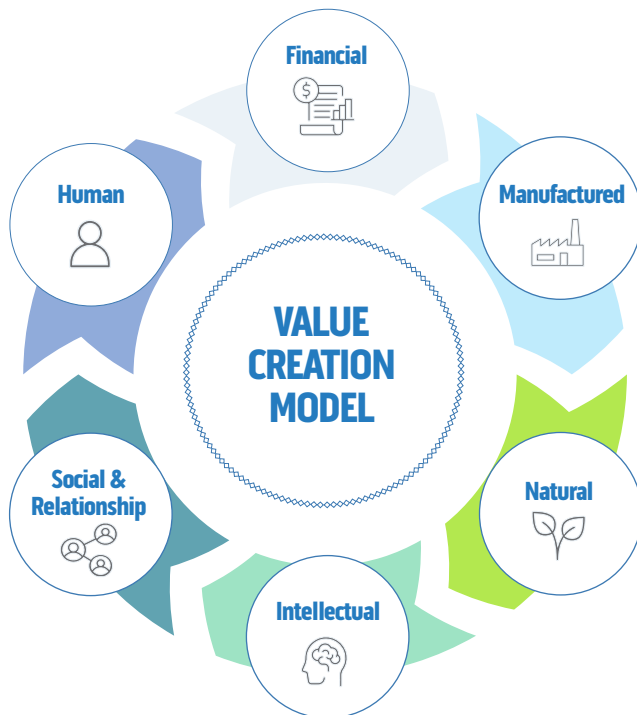 Financial
$
Manufactured
Natural
Intellectual
Social &
Relationship
Human
VALUE
CREATION
MODEL